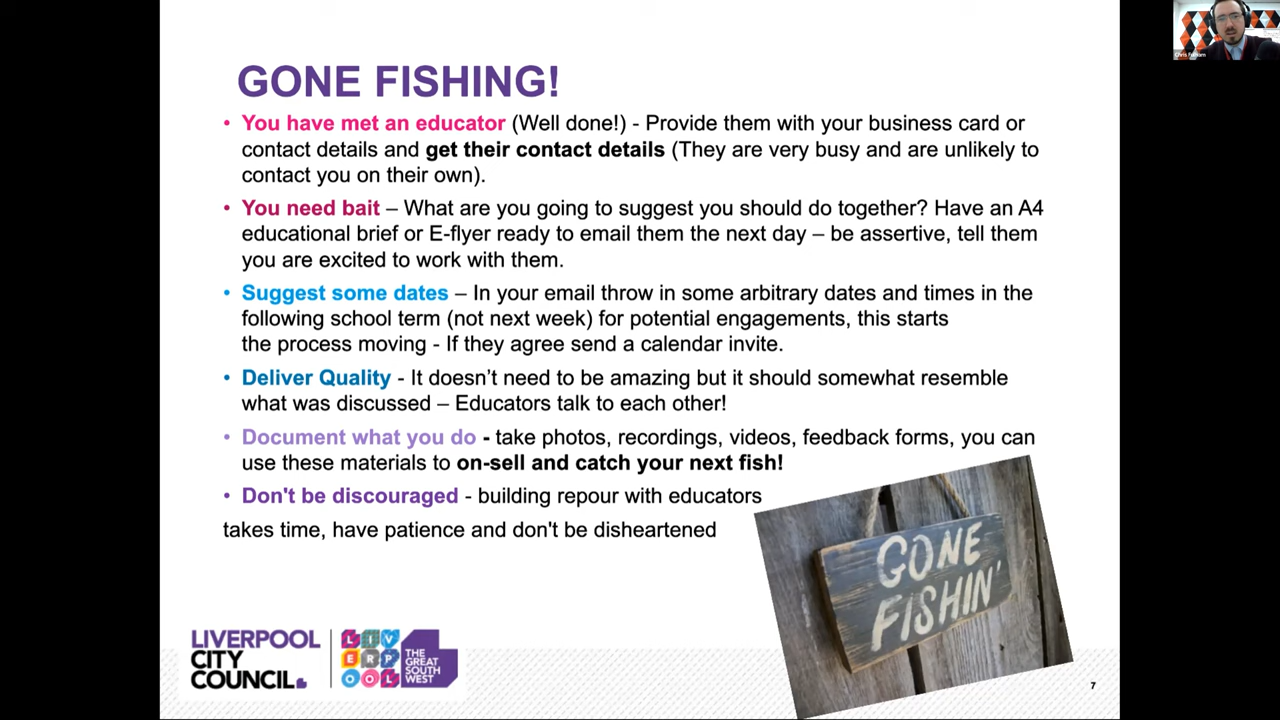 GONE FISHING!
• You have met an educator (Well done!) - Provide them with your business card or
contact details and get their contact details (They are very busy and are unlikely to
contact you on their own).
• You need bait – What are you going to suggest you should do together? Have an A4
educational brief or E-flyer ready to email them the next day – be assertive, tell them
you are excited to work with them.
• Suggest some dates – In your email throw in some arbitrary dates and times in the
following school term (not next week) for potential engagements, this starts
the process moving - If they agree send a calendar invite.
• Deliver Quality - It doesn’t need to be amazing but it should somewhat resemble
what was discussed – Educators talk to each other!
• Document what you do - take photos, recordings, videos, feedback forms, you can
use these materials to on-sell and catch your next fish!
• Don't be discouraged - building repour with educators
takes time, have patience and don't be disheartened
GONE
FISHIN'
LIVERPOOL
CITY
COUNCIL
LIV
ERP
OOL
THE
GREAT
SOUTH
WEST
7